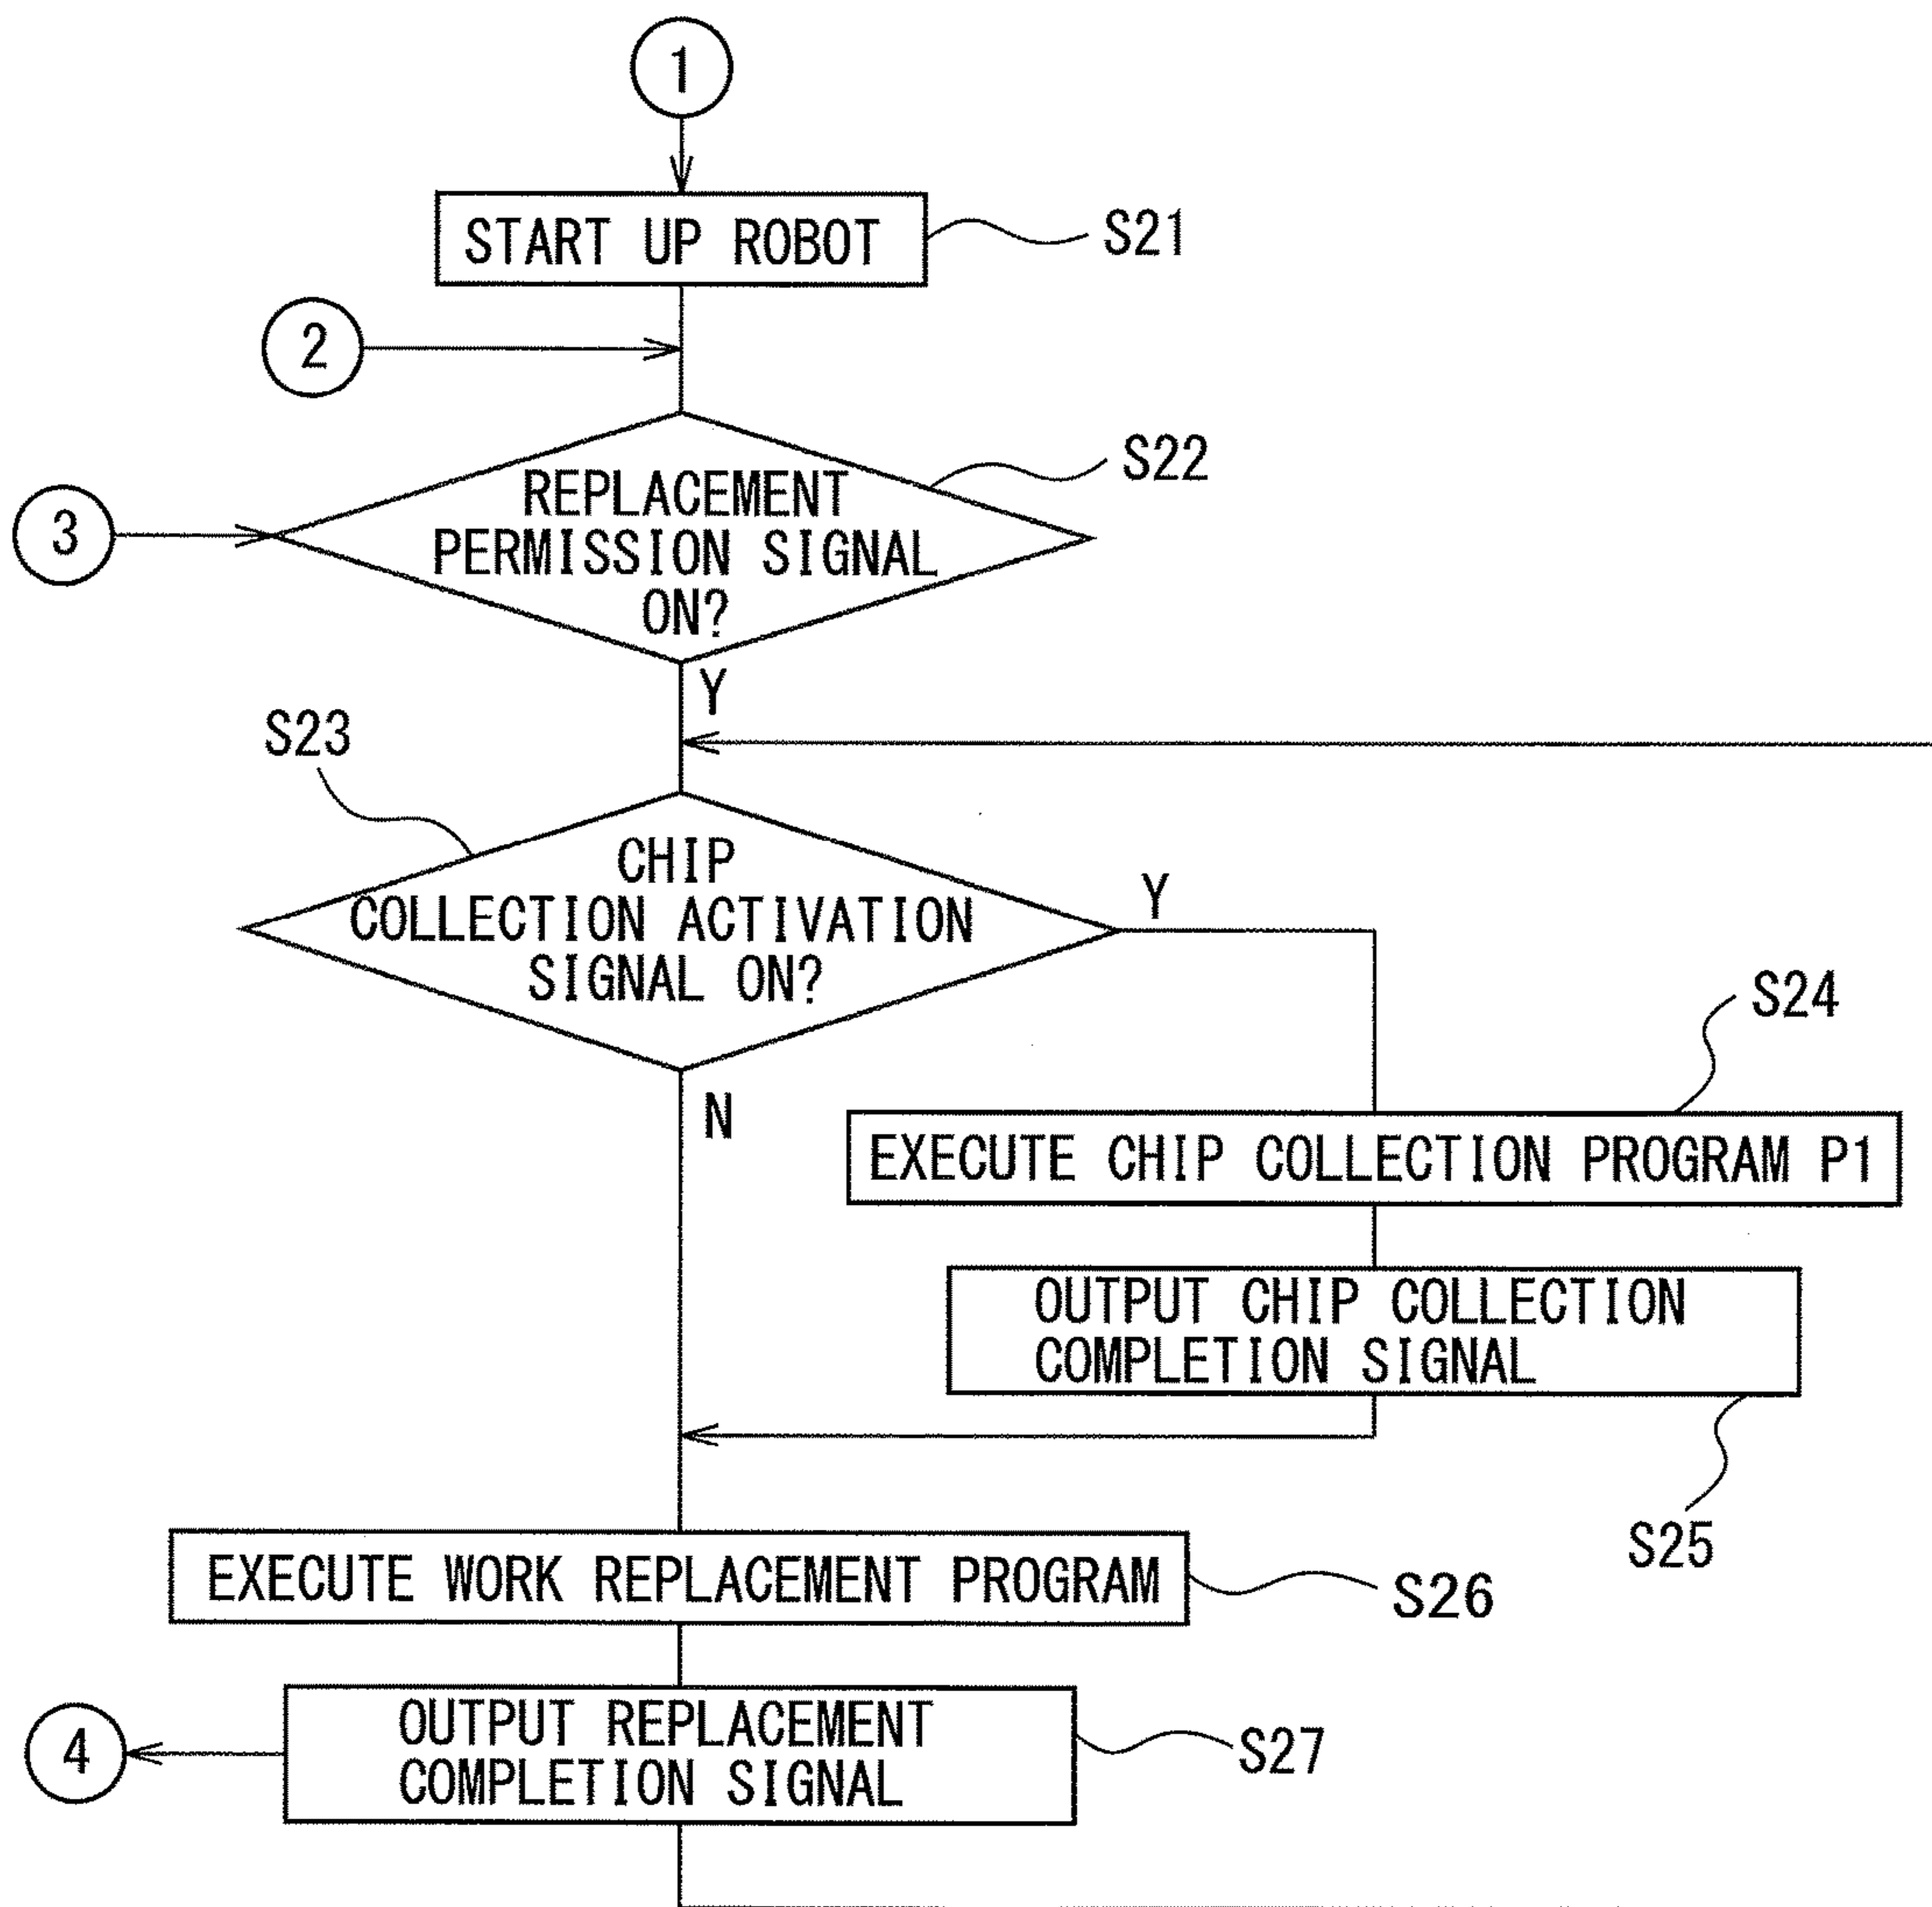 1
START UP ROBOT
S21
2
S22
REPLACEMENT
PERMISSION SIGNAL
ON?
3
Y
S23
CHIP
COLLECTION ACTIVATION
SIGNAL ON?
Y
S24
N
EXECUTE CHIP COLLECTION PROGRAM P1
OUTPUT CHIP COLLECTION
COMPLETION SIGNAL
S25
EXECUTE WORK REPLACEMENT PROGRAM
S26
OUTPUT REPLACEMENT
COMPLETION SIGNAL
S27
4